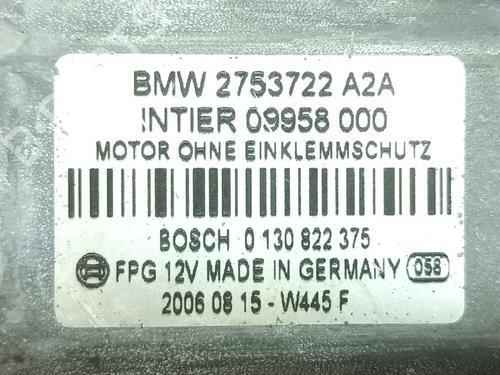 BMW 2753722 A2A
INTIER 09958 000
MOTOR OHNE EINKLEMMSCHUTZ
BOSCH 0 130 822 375
FPG 12V MADE IN GERMANY 058
2006 08 15 - W445 F